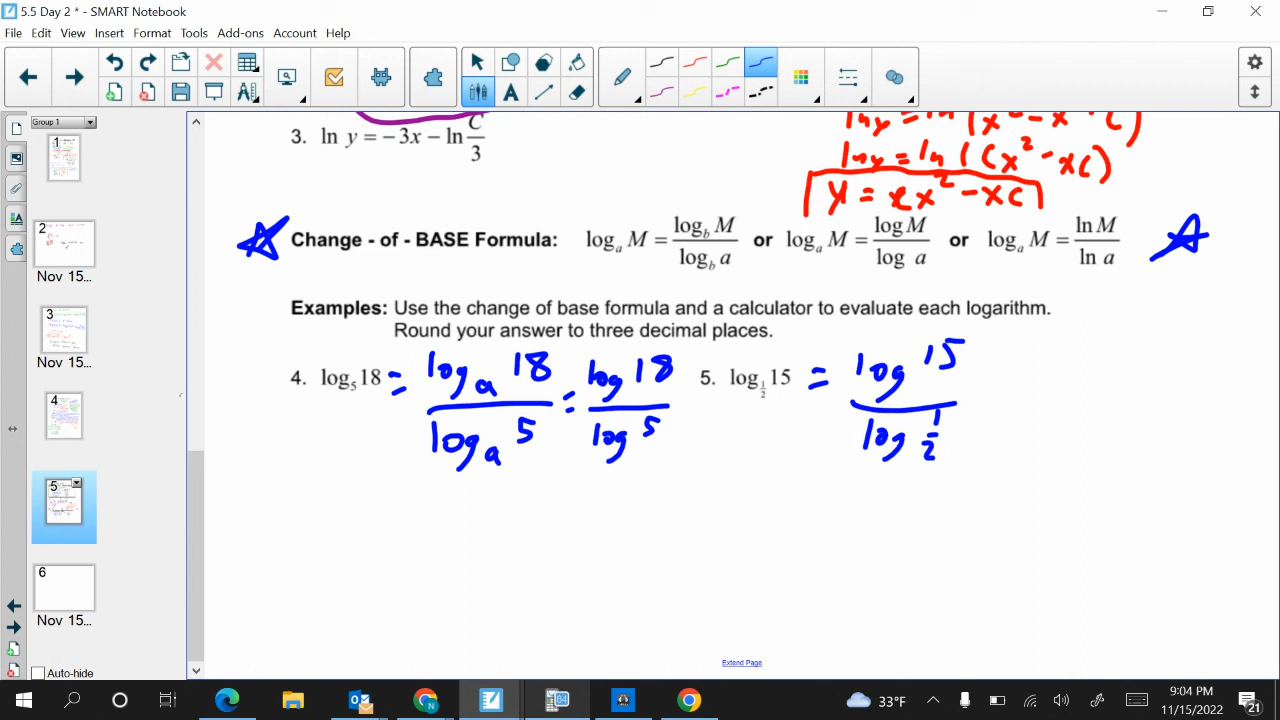 5.5 Day 2 * - SMART Notebook
File Edit View Insert Format Tools Add-ons Account Help
Group 1
2
Nov 15...
3
Nov 15...
4
5
6
Nov 15...
Auto-hide
3. ln y = −3x − ln C/3
ln y = ln (Cx² − xC)
y = cx² − xC
Change - of - BASE Formula: logₐ M = log_b M / log_b a or logₐ M = log M / log a or logₐ M = ln M / ln a
Examples: Use the change of base formula and a calculator to evaluate each logarithm.
Round your answer to three decimal places.
4. log₅ 18 = logₐ 18 / logₐ 5 = log 18 / log 5
5. log_½ 15 = log 15 / log ½
Extend Page
33°F
9:04 PM
11/15/2022
21